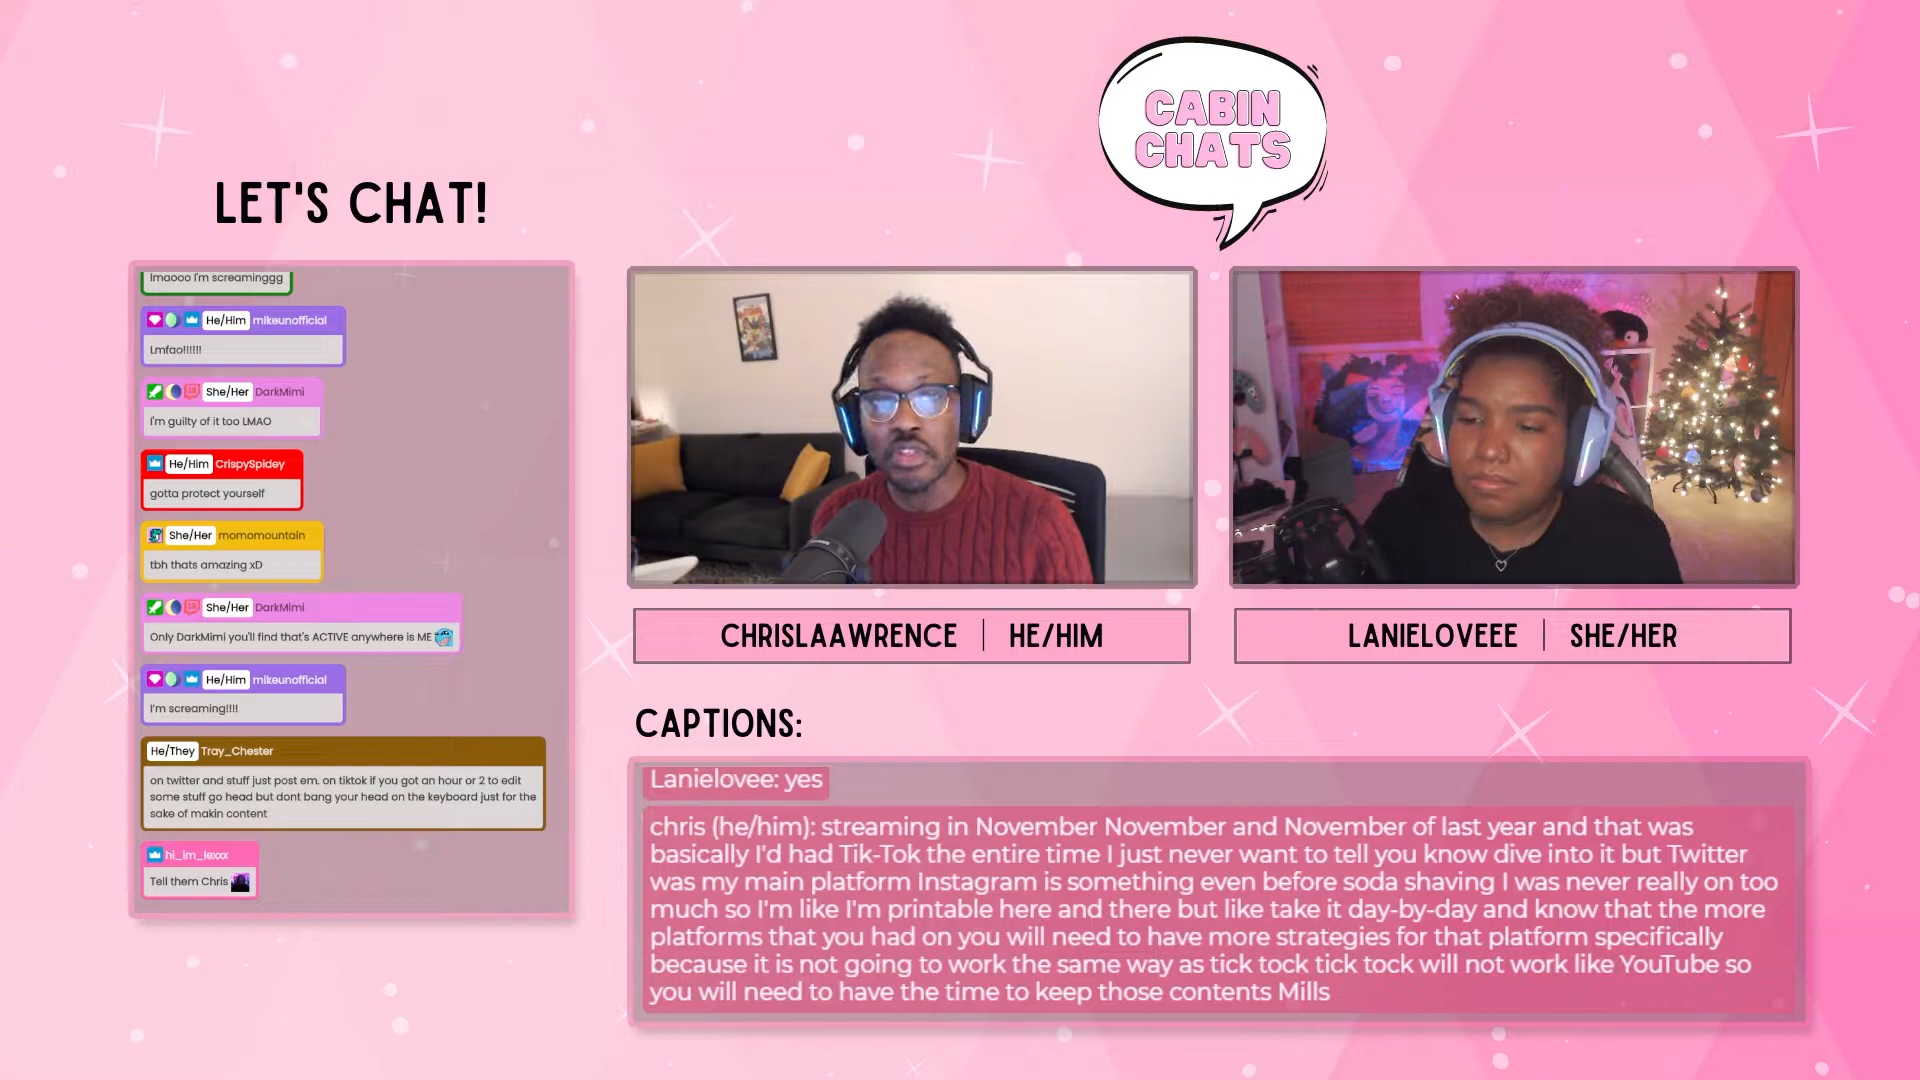 CABIN
CHATS
LET'S CHAT!
lmaooo I'm screaminggg
He/Him mikeunofficial
Lmfao!!!!!!
She/Her DarkMimi
I'm guilty of it too LMAO
He/Him CrispySpidey
gotta protect yourself
She/Her momomountain
tbh thats amazing xD
She/Her DarkMimi
Only DarkMimi you'll find that's ACTIVE anywhere is ME
He/Him mikeunofficial
I'm screaming!!!!
He/They Tray_Chester
on twitter and stuff just post em. on tiktok if you got an hour or 2 to edit
some stuff go head but dont bang your head on the keyboard just for the
sake of makin content
hi_im_lexxx
Tell them Chris
CHRISLAAWRENCE | HE/HIM
LANIELOVEEE | SHE/HER
CAPTIONS:
Lanielovee: yes
chris (he/him): streaming in November November and November of last year and that was
basically I'd had Tik-Tok the entire time I just never want to tell you know dive into it but Twitter
was my main platform Instagram is something even before soda shaving I was never really on too
much so I'm like I'm printable here and there but like take it day-by-day and know that the more
platforms that you had on you will need to have more strategies for that platform specifically
because it is not going to work the same way as tick tock tick tock will not work like YouTube so
you will need to have the time to keep those contents Mills